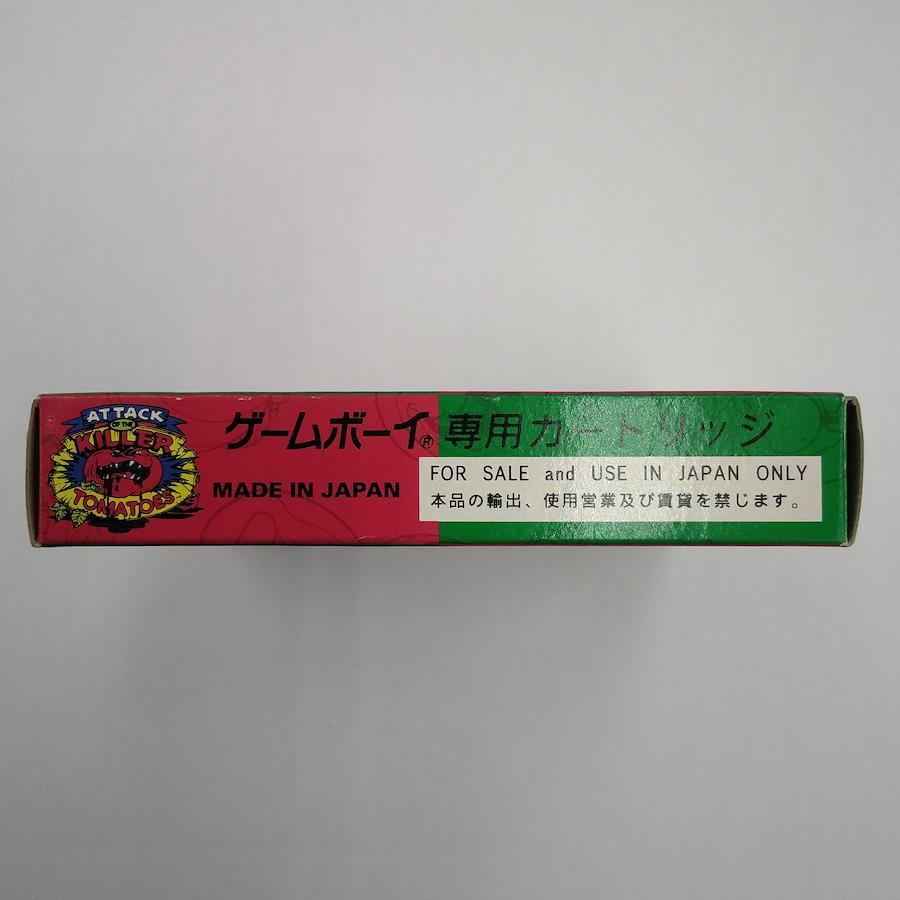 ATTACK
OF THE
KILLER
TOMATOES
ゲームボーイ® 専用カートリッジ
MADE IN JAPAN
FOR SALE and USE IN JAPAN ONLY
本品の輸出、使用営業及び賃貸を禁じます。